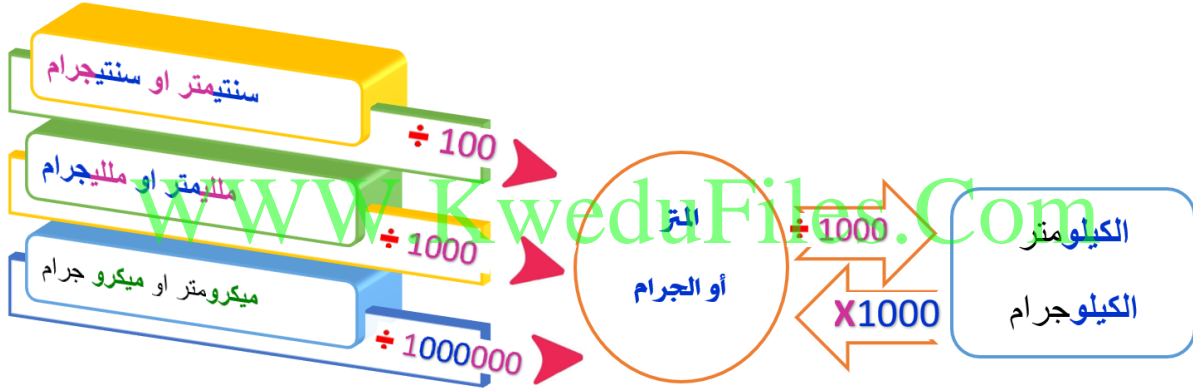 سنتيمتر او سنتيجرام
÷ 100
ملليمتر او ملليجرام
÷ 1000
ميكرومتر او ميكرو جرام
÷ 1000000
المتر
أو الجرام
÷ 1000
X1000
الكيلومتر
الكيلوجرام
WWW.KweduFiles.Com